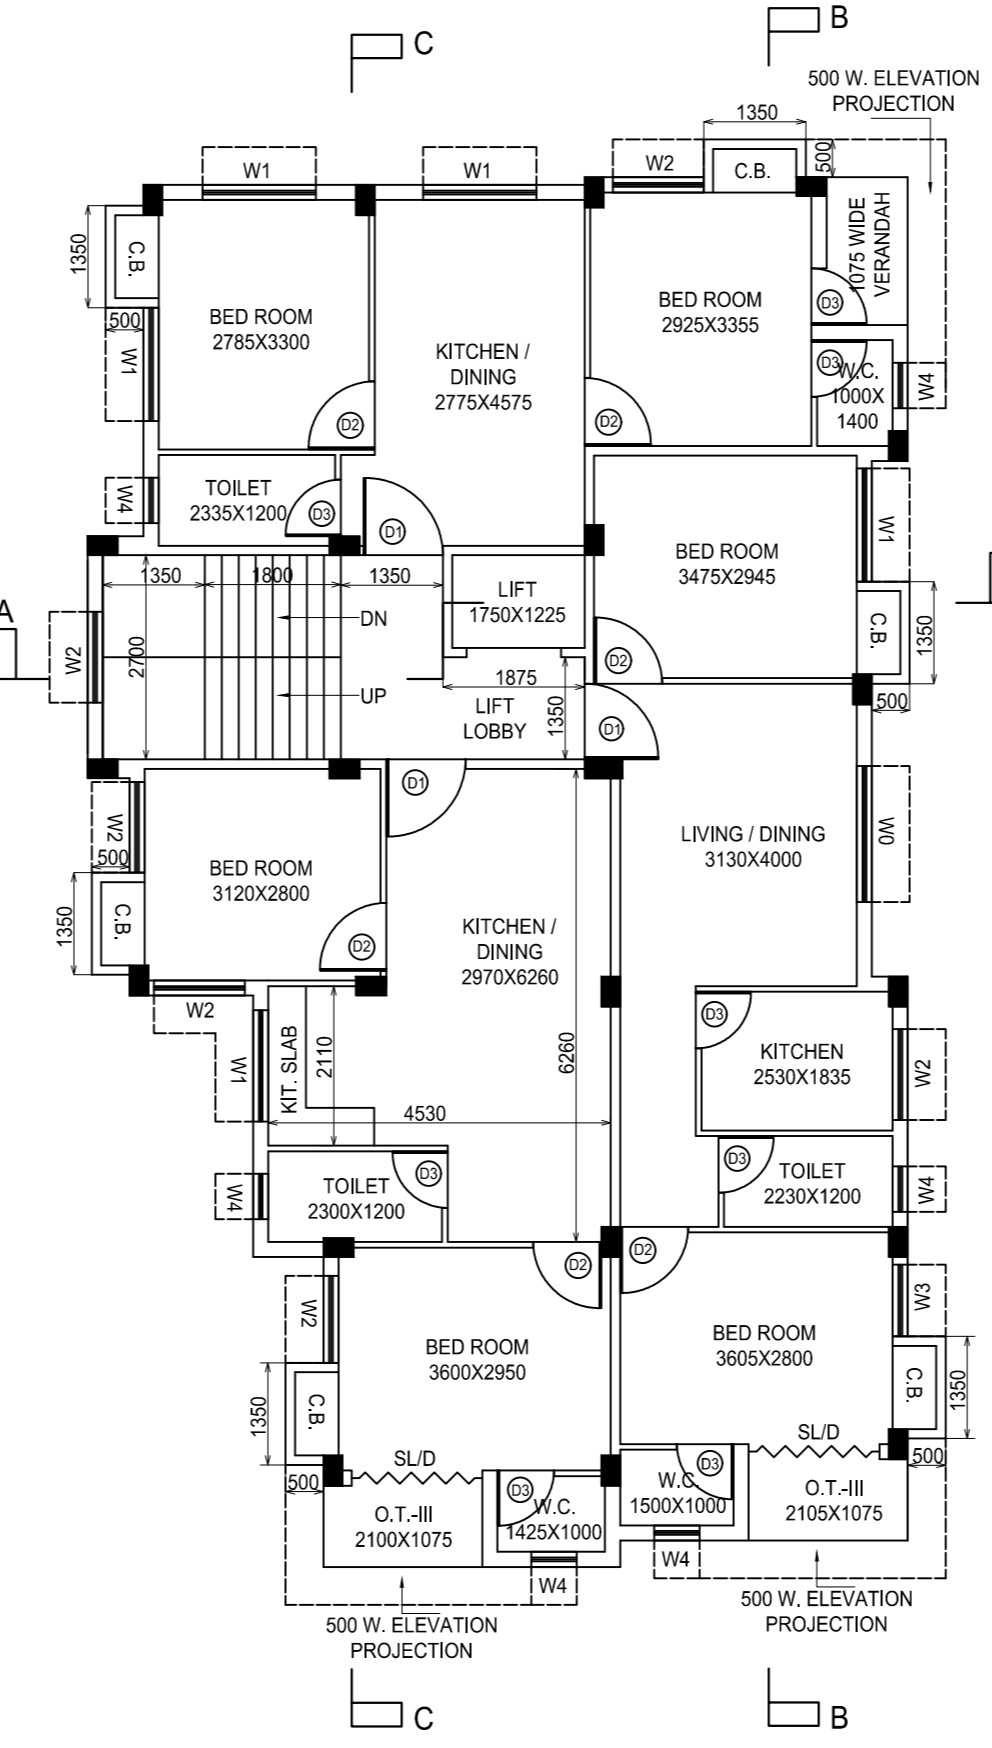 C
B
500 W. ELEVATION
PROJECTION
1350
W1
W1
W2
C.B.
500
1350
C.B.
1075 WIDE
VERANDAH
BED ROOM
2785X3300
BED ROOM
2925X3355
D3
500
W1
KITCHEN /
DINING
2775X4575
D3
W.C.
1000X
1400
W4
D2
D2
W4
TOILET
2335X1200
D3
D1
W1
BED ROOM
3475X2945
1350
1800
1350
LIFT
1750X1225
A
DN
C.B.
1350
W2
2700
D2
UP
1875
LIFT
LOBBY
1350
500
D1
D1
W2
500
W0
LIVING / DINING
3130X4000
BED ROOM
3120X2800
1350
C.B.
KITCHEN /
DINING
2970X6260
D2
W2
D3
W1
KIT. SLAB
2110
6260
KITCHEN
2530X1835
W2
4530
D3
D3
TOILET
2300X1200
TOILET
2230X1200
W4
W4
D2
D2
W2
W3
BED ROOM
3600X2950
BED ROOM
3605X2800
1350
C.B.
C.B.
1350
SL/D
SL/D
500
500
D3
D3
W.C.
1500X1000
O.T.-III
2105X1075
O.T.-III
2100X1075
W.C.
1425X1000
W4
W4
500 W. ELEVATION
PROJECTION
500 W. ELEVATION
PROJECTION
C
B